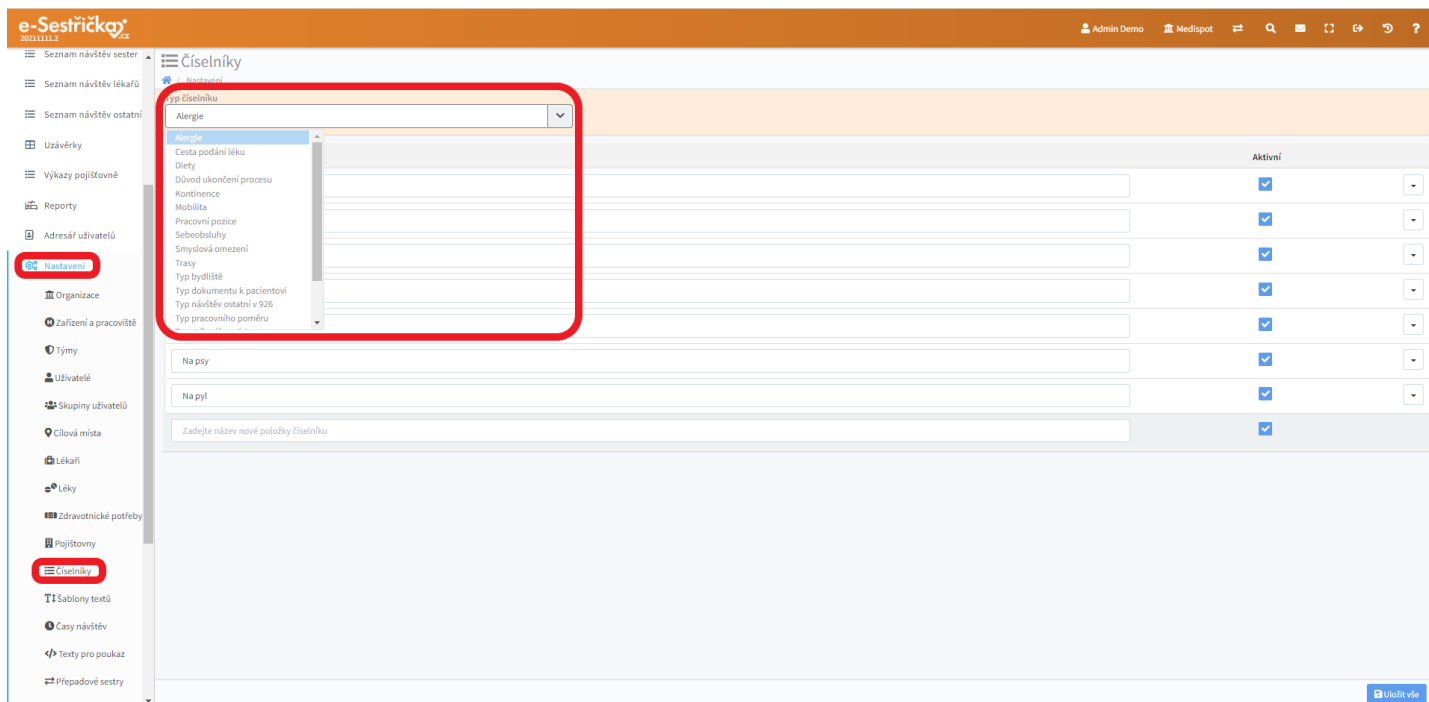 e-Sestřička
.cz
20211111.2
Admin Demo
Medispot
?
Seznam návštěv sester
Seznam návštěv lékařů
Seznam návštěv ostatní
Uzávěrky
Výkazy pojišťovně
Reporty
Adresář uživatelů
Nastavení
Organizace
Zařízení a pracoviště
Týmy
Uživatelé
Skupiny uživatelů
Cílová místa
Lékaři
Léky
Zdravotnické potřeby
Pojištovny
Číselníky
Šablony textů
Časy návštěv
Texty pro poukaz
Přepadové sestry
Číselníky
/ Nastavení
Typ číselníku
Alergie
Alergie
Cesta podání léku
Diety
Důvod ukončení procesu
Kontinence
Mobilita
Pracovní pozice
Sebeobsluhy
Smyslová omezení
Trasy
Typ bydliště
Typ dokumentu k pacientovi
Typ návštěv ostatní v 926
Typ pracovního poměru
Aktivní
Na psy
Na pyl
Zadejte název nové položky číselníku
Uložit vše